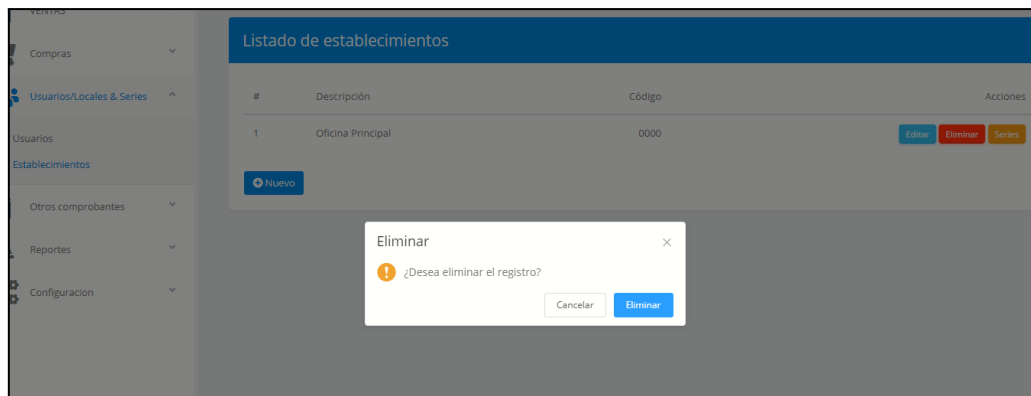 VENTAS
Compras
Usuarios/Locales & Series
Usuarios
Establecimientos
Otros comprobantes
Reportes
Configuracion
Listado de establecimientos
# Descripción Código Acciones
1 Oficina Principal 0000 Editar Eliminar Series
Nuevo
Eliminar
¿Desea eliminar el registro?
Cancelar Eliminar